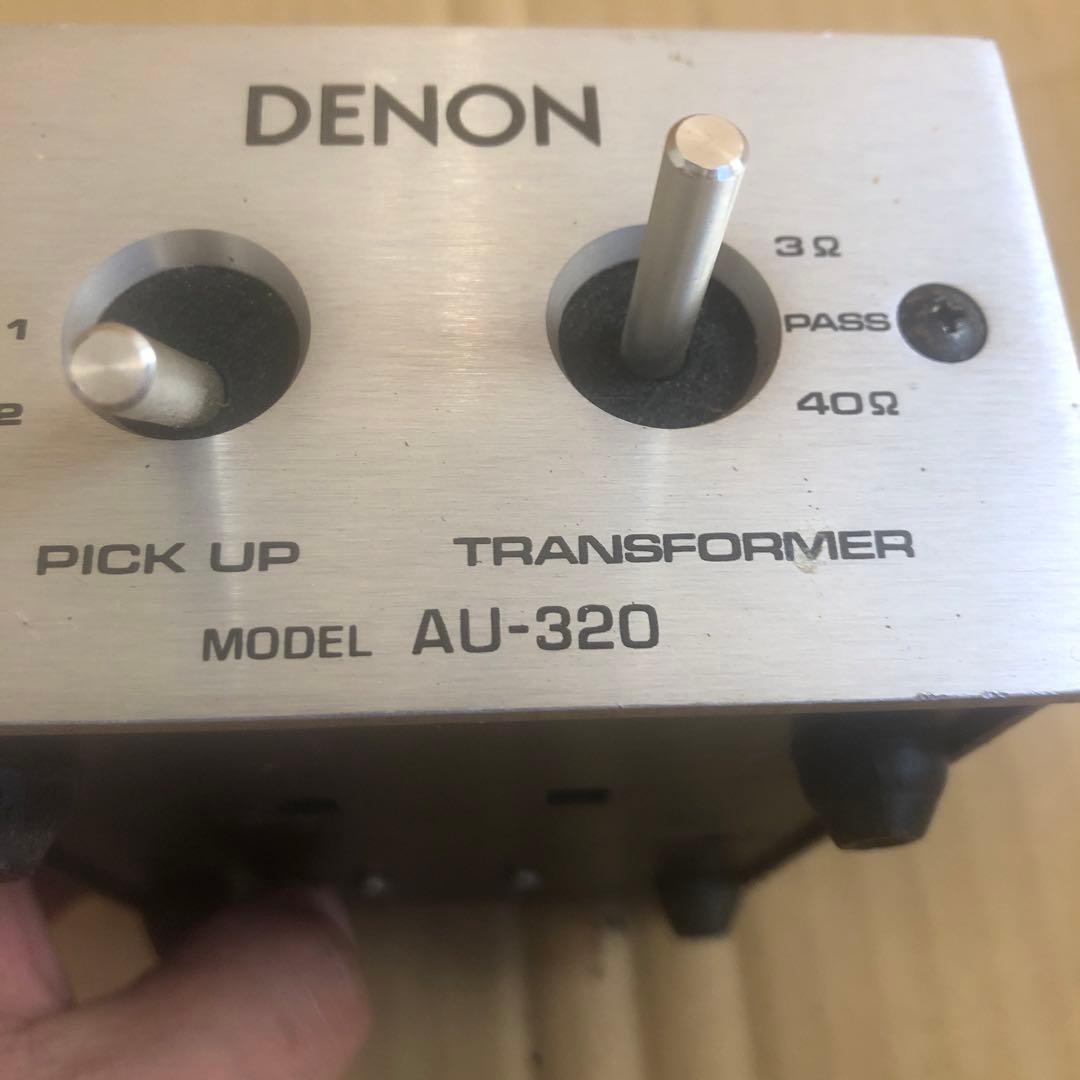 DENON
3Ω
1
PASS
2
40Ω
PICK UP
TRANSFORMER
MODEL AU-320